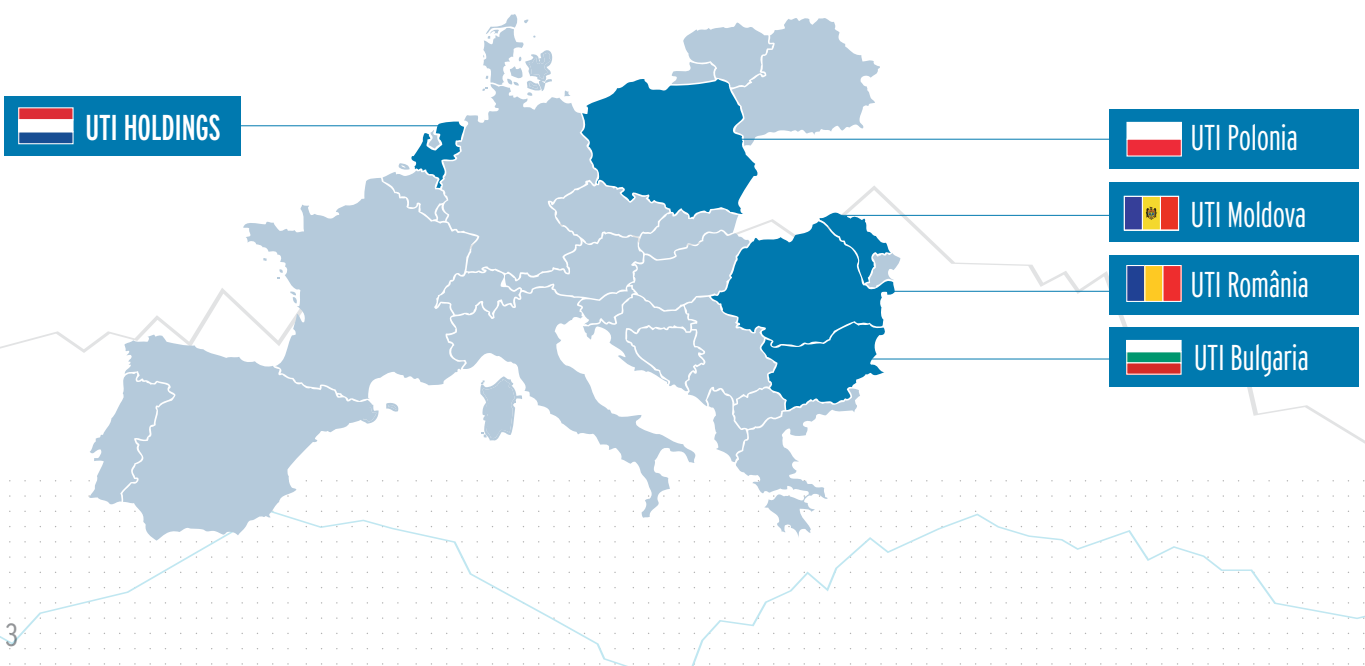 UTI HOLDINGS
UTI Polonia
UTI Moldova
UTI România
UTI Bulgaria
3